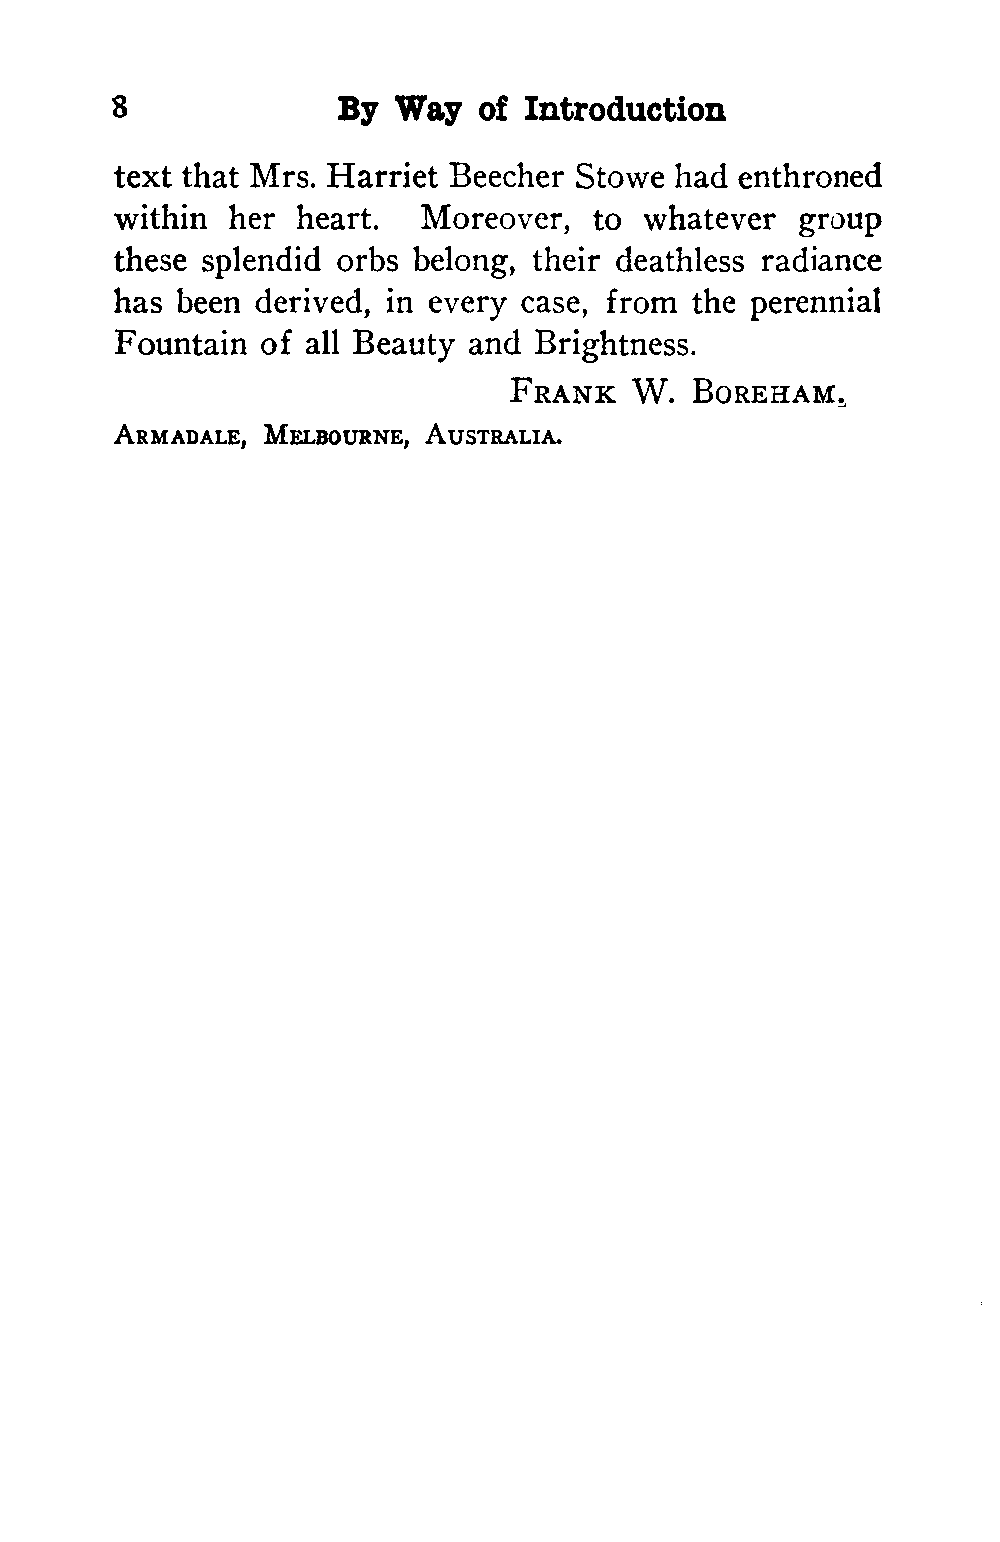 8 By Way of Introduction
text that Mrs. Harriet Beecher Stowe had enthroned
within her heart. Moreover, to whatever group
these splendid orbs belong, their deathless radiance
has been derived, in every case, from the perennial
Fountain of all Beauty and Brightness.
FRANK W. BOREHAM.
ARMADALE, MELBOURNE, AUSTRALIA.